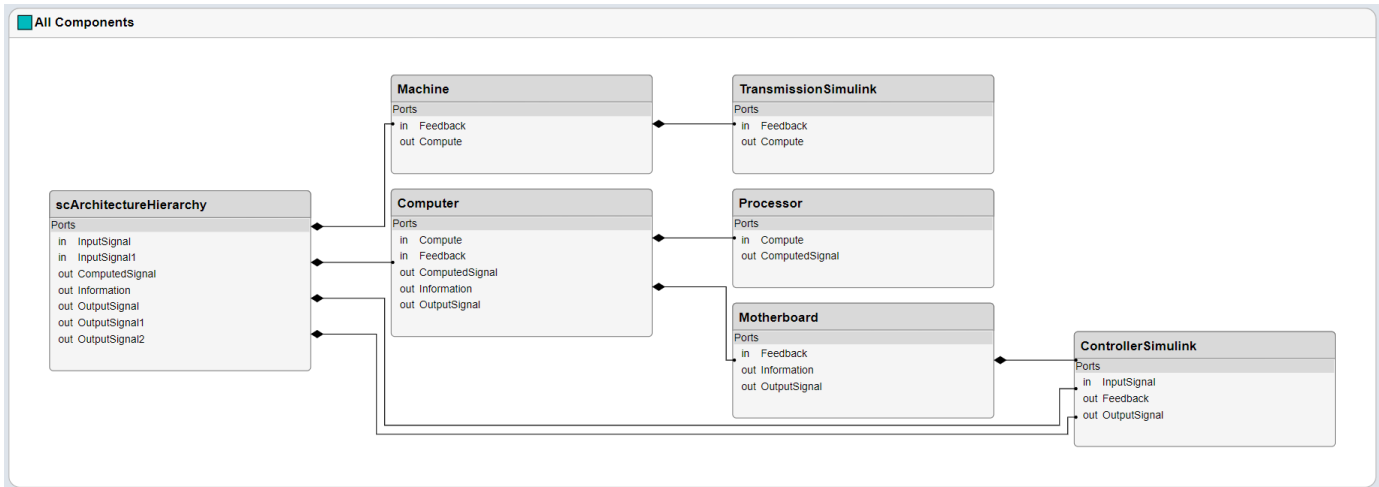 All Components
Machine
Ports
in Feedback
out Compute
TransmissionSimulink
Ports
in Feedback
out Compute
scArchitectureHierarchy
Ports
in InputSignal
in InputSignal1
out ComputedSignal
out Information
out OutputSignal
out OutputSignal1
out OutputSignal2
Computer
Ports
in Compute
in Feedback
out ComputedSignal
out Information
out OutputSignal
Processor
Ports
in Compute
out ComputedSignal
Motherboard
Ports
in Feedback
out Information
out OutputSignal
ControllerSimulink
Ports
in InputSignal
out Feedback
out OutputSignal